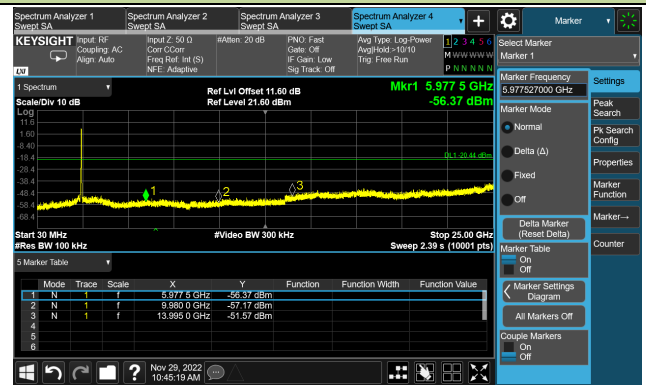 Spectrum Analyzer 1
Swept SA
Spectrum Analyzer 2
Swept SA
Spectrum Analyzer 3
Swept SA
Spectrum Analyzer 4
Swept SA
Marker
KEYSIGHT
LXI
Input: RF
Coupling: AC
Align: Auto
Input Z: 50 Ω
Corr CCorr
Freq Ref: Int (S)
NFE: Adaptive
#Atten: 20 dB
PNO: Fast
Gate: Off
IF Gain: Low
Sig Track: Off
Avg Type: Log-Power
Avg|Hold:>10/10
Trig: Free Run
1 2 3 4 5 6
M W W W W W
P N N N N N
Select Marker
Marker 1
1 Spectrum
Scale/Div 10 dB
Ref Lvl Offset 11.60 dB
Ref Level 21.60 dBm
Mkr1 5.977 5 GHz
-56.37 dBm
Log
11.6
1.60
-8.40
-18.4
-28.4
-38.4
-48.4
-58.4
-68.4
DL1 -20.44 dBm
1
2
3
Start 30 MHz
#Res BW 100 kHz
#Video BW 300 kHz
Stop 25.00 GHz
Sweep 2.39 s (10001 pts)
5 Marker Table
Mode Trace Scale X Y Function Function Width Function Value
1 N 1 f 5.977 5 GHz -56.37 dBm
2 N 1 f 9.980 0 GHz -57.17 dBm
3 N 1 f 13.995 0 GHz -51.57 dBm
4
5
6
Marker Frequency
5.977527000 GHz
Marker Mode
Normal
Delta (Δ)
Fixed
Off
Delta Marker
(Reset Delta)
Marker Table
On
Off
Marker Settings
Diagram
All Markers Off
Couple Markers
On
Off
Settings
Peak
Search
Pk Search
Config
Properties
Marker
Function
Marker→
Counter
?
Nov 29, 2022
10:45:19 AM